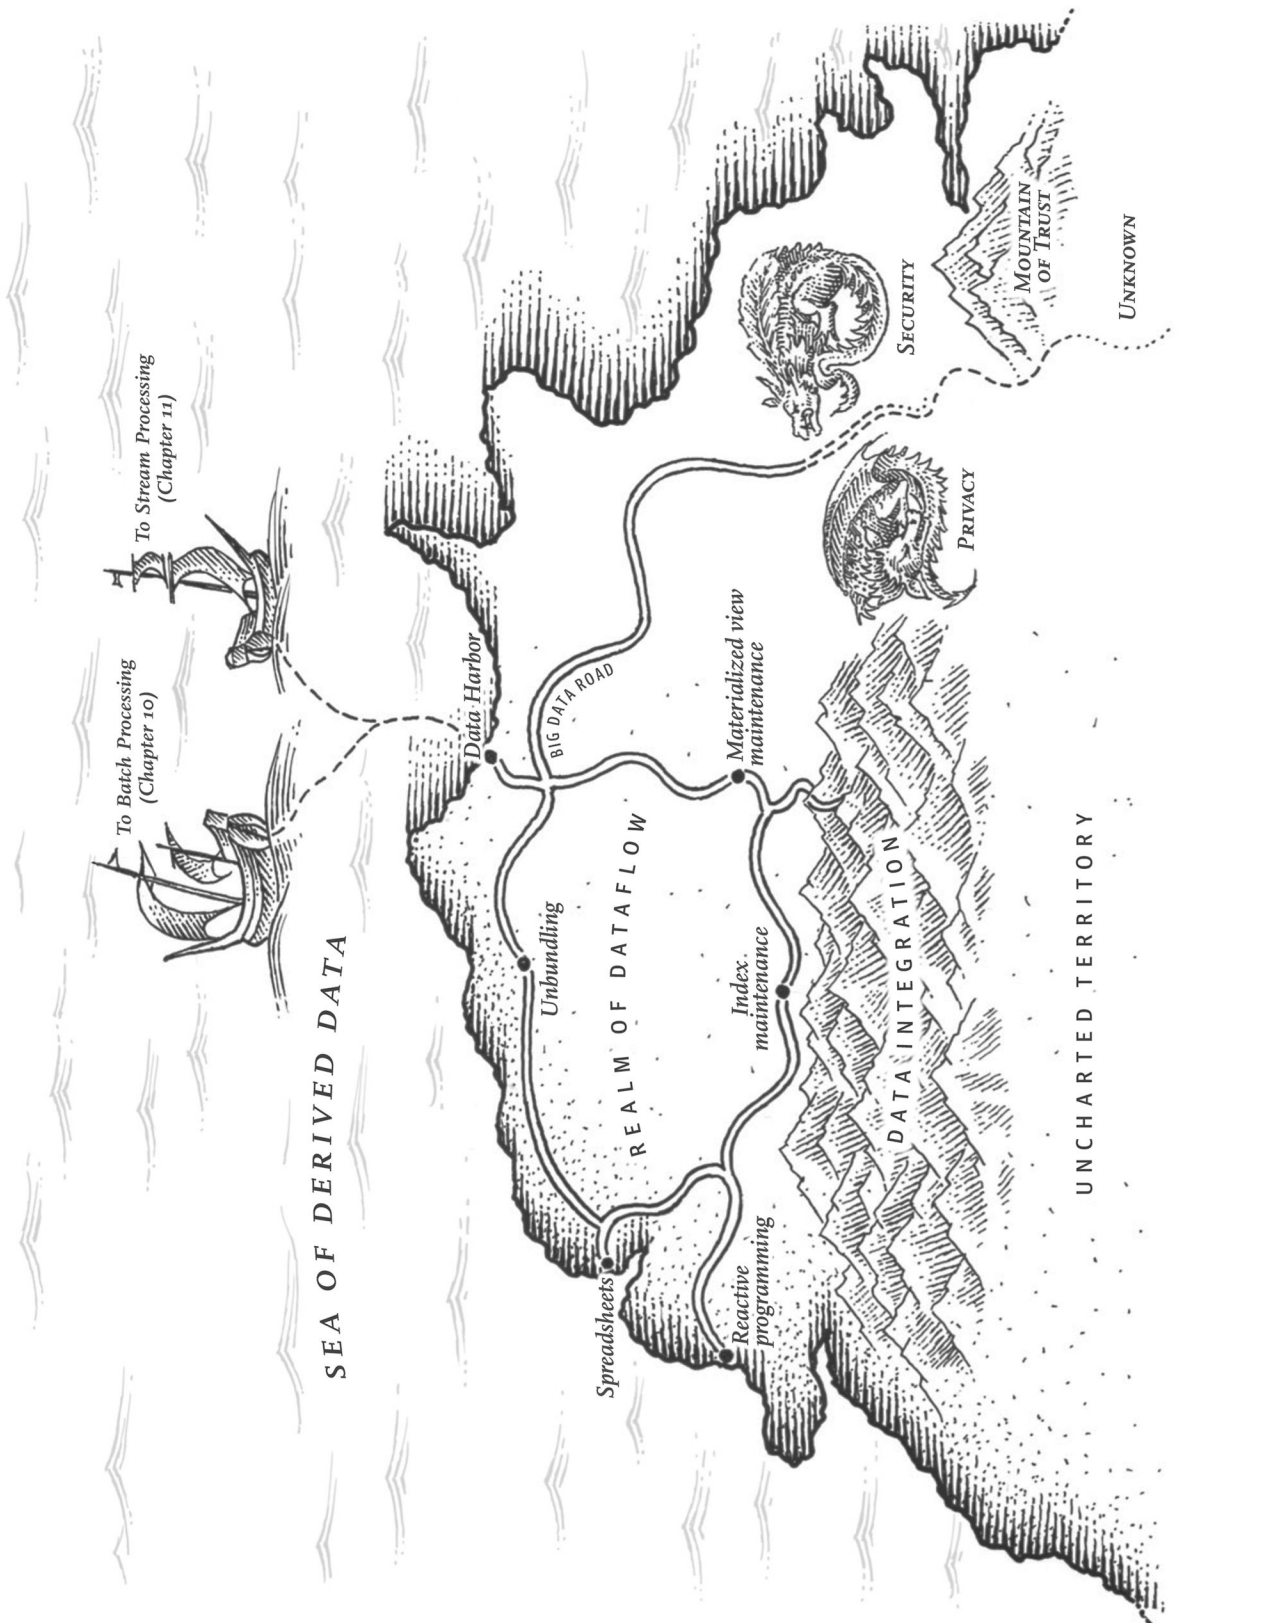 To Batch Processing
(Chapter 10)
To Stream Processing
(Chapter 11)
SEA OF DERIVED DATA
Data Harbor
BIG DATA ROAD
Unbundling
Spreadsheets
REALM OF DATAFLOW
Materialized view
maintenance
Index
maintenance
Reactive
programming
SECURITY
PRIVACY
DATA INTEGRATION
MOUNTAIN
OF TRUST
UNCHARTED TERRITORY
UNKNOWN